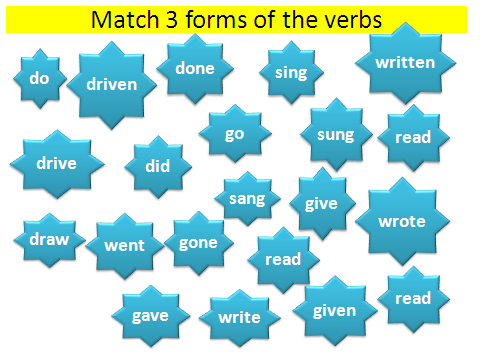 Match 3 forms of the verbs
do
driven
done
sing
written
go
sung
read
drive
did
sang
give
wrote
draw
went
gone
read
gave
write
given
read